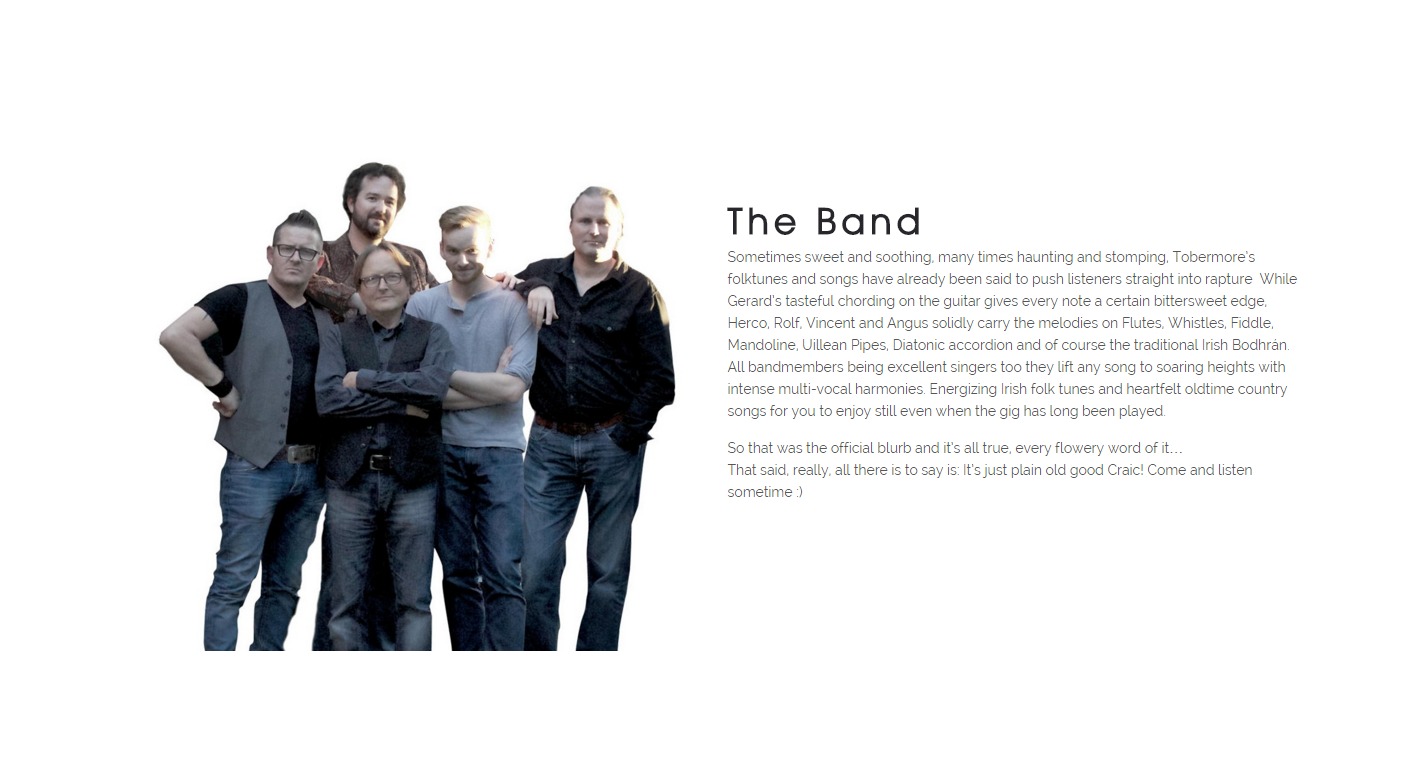 The Band
Sometimes sweet and soothing, many times haunting and stomping, Tobermore's
folktunes and songs have already been said to push listeners straight into rapture  While
Gerard's tasteful chording on the guitar gives every note a certain bittersweet edge,
Herco, Rolf, Vincent and Angus solidly carry the melodies on Flutes, Whistles, Fiddle,
Mandoline, Uillean Pipes, Diatonic accordion and of course the traditional Irish Bodhrán.
All bandmembers being excellent singers too they lift any song to soaring heights with
intense multi-vocal harmonies. Energizing Irish folk tunes and heartfelt oldtime country
songs for you to enjoy still even when the gig has long been played.
So that was the official blurb and it's all true, every flowery word of it…
That said, really, all there is to say is: It's just plain old good Craic! Come and listen
sometime :)